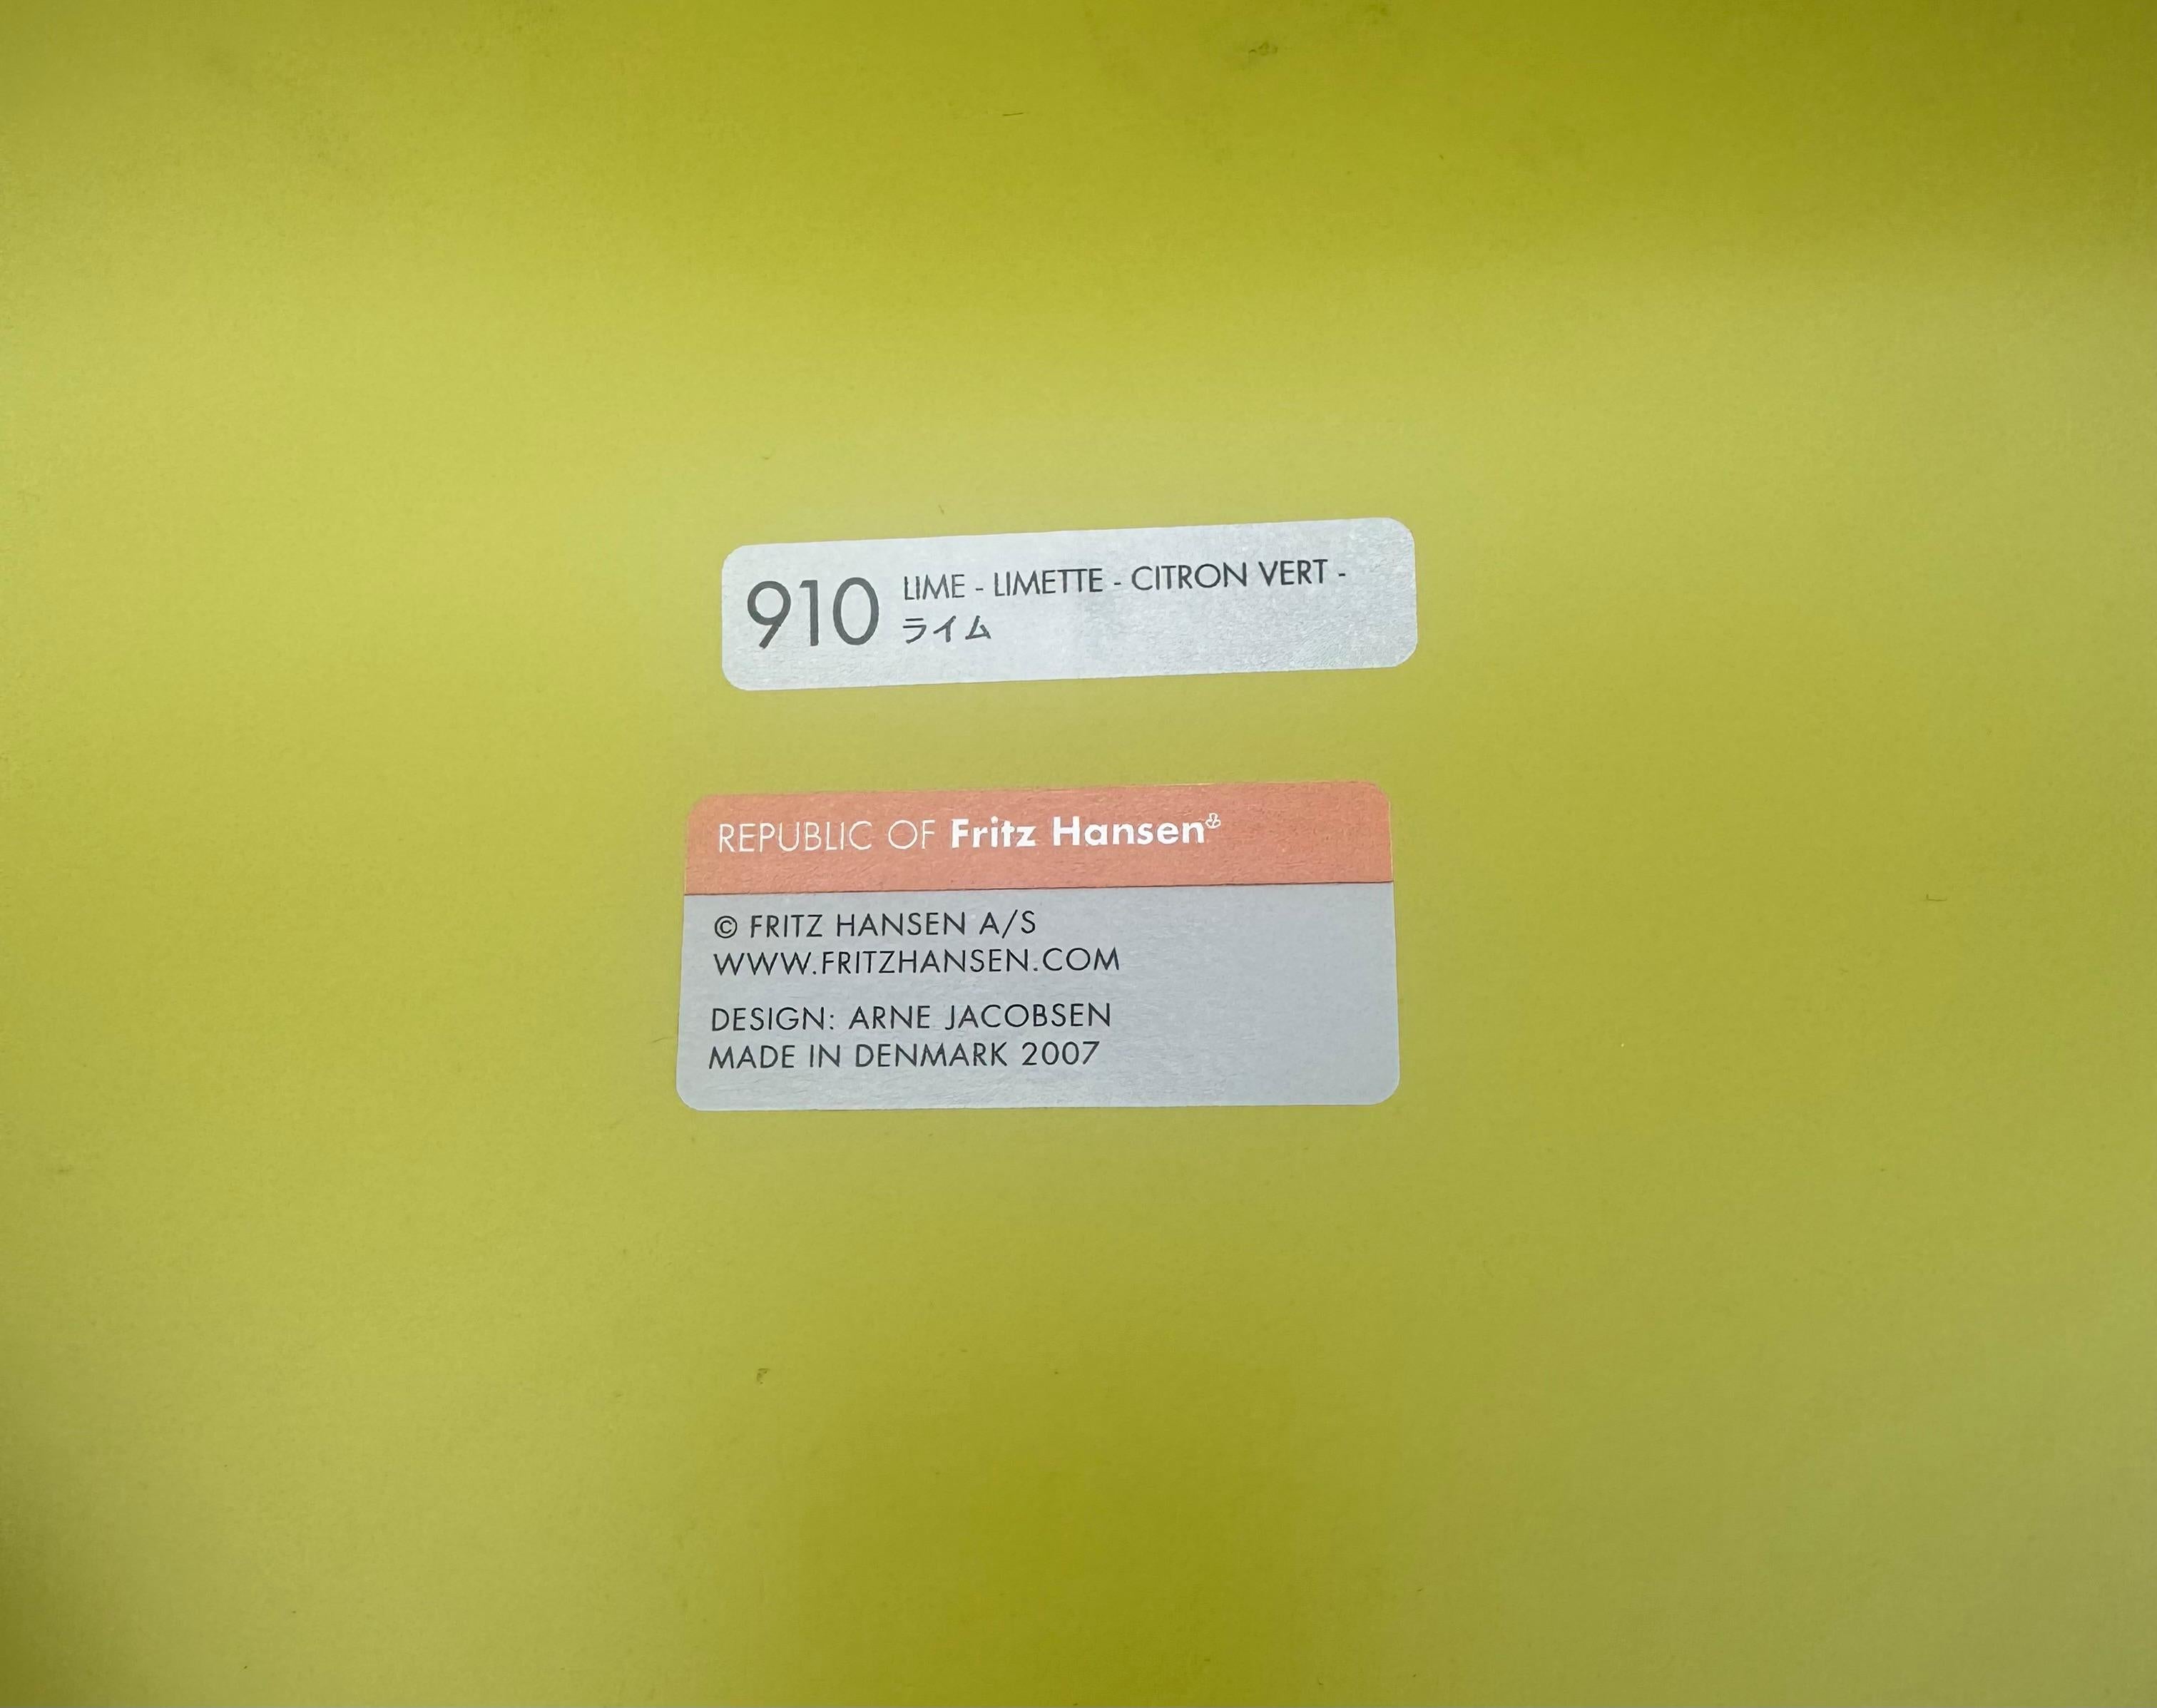 910 LIME - LIMETTE - CITRON VERT -
ライム
REPUBLIC OF Fritz Hansen
© FRITZ HANSEN A/S
WWW.FRITZHANSEN.COM
DESIGN: ARNE JACOBSEN
MADE IN DENMARK 2007